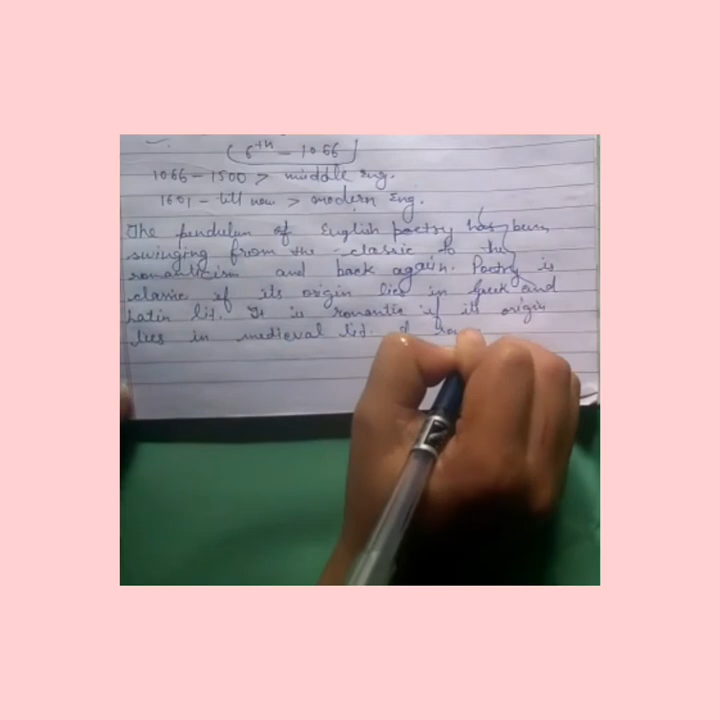 (6th - 1066)
1066 - 1500 > middle eng.
1601 - till now > modern Eng.
The pendulum of English poetry has been
swinging from the classic to the
romanticism and back again. Poetry is
classic if its origin lies in Greek and
Latin lit. It is romantic if its origin
lies in medieval lit.